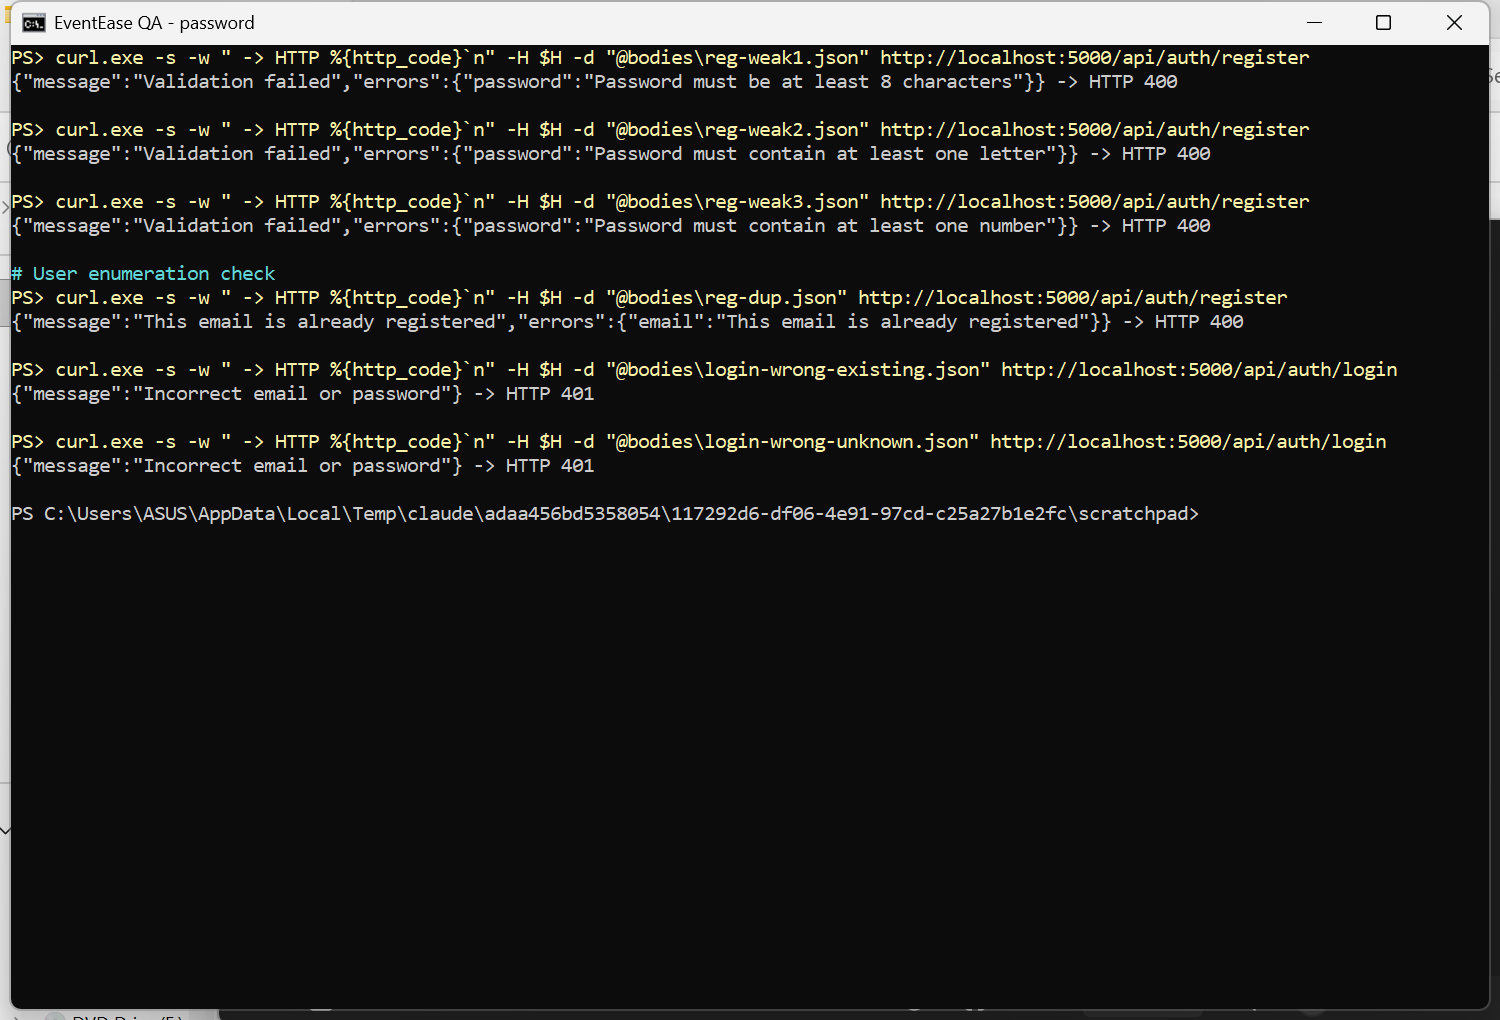 EventEase QA - password
PS> curl.exe -s -w " -> HTTP %{http_code}`n" -H $H -d "@bodies\reg-weak1.json" http://localhost:5000/api/auth/register
{"message":"Validation failed","errors":{"password":"Password must be at least 8 characters"}} -> HTTP 400
PS> curl.exe -s -w " -> HTTP %{http_code}`n" -H $H -d "@bodies\reg-weak2.json" http://localhost:5000/api/auth/register
{"message":"Validation failed","errors":{"password":"Password must contain at least one letter"}} -> HTTP 400
PS> curl.exe -s -w " -> HTTP %{http_code}`n" -H $H -d "@bodies\reg-weak3.json" http://localhost:5000/api/auth/register
{"message":"Validation failed","errors":{"password":"Password must contain at least one number"}} -> HTTP 400
# User enumeration check
PS> curl.exe -s -w " -> HTTP %{http_code}`n" -H $H -d "@bodies\reg-dup.json" http://localhost:5000/api/auth/register
{"message":"This email is already registered","errors":{"email":"This email is already registered"}} -> HTTP 400
PS> curl.exe -s -w " -> HTTP %{http_code}`n" -H $H -d "@bodies\login-wrong-existing.json" http://localhost:5000/api/auth/login
{"message":"Incorrect email or password"} -> HTTP 401
PS> curl.exe -s -w " -> HTTP %{http_code}`n" -H $H -d "@bodies\login-wrong-unknown.json" http://localhost:5000/api/auth/login
{"message":"Incorrect email or password"} -> HTTP 401
PS C:\Users\ASUS\AppData\Local\Temp\claude\adaa456bd5358054\117292d6-df06-4e91-97cd-c25a27b1e2fc\scratchpad>